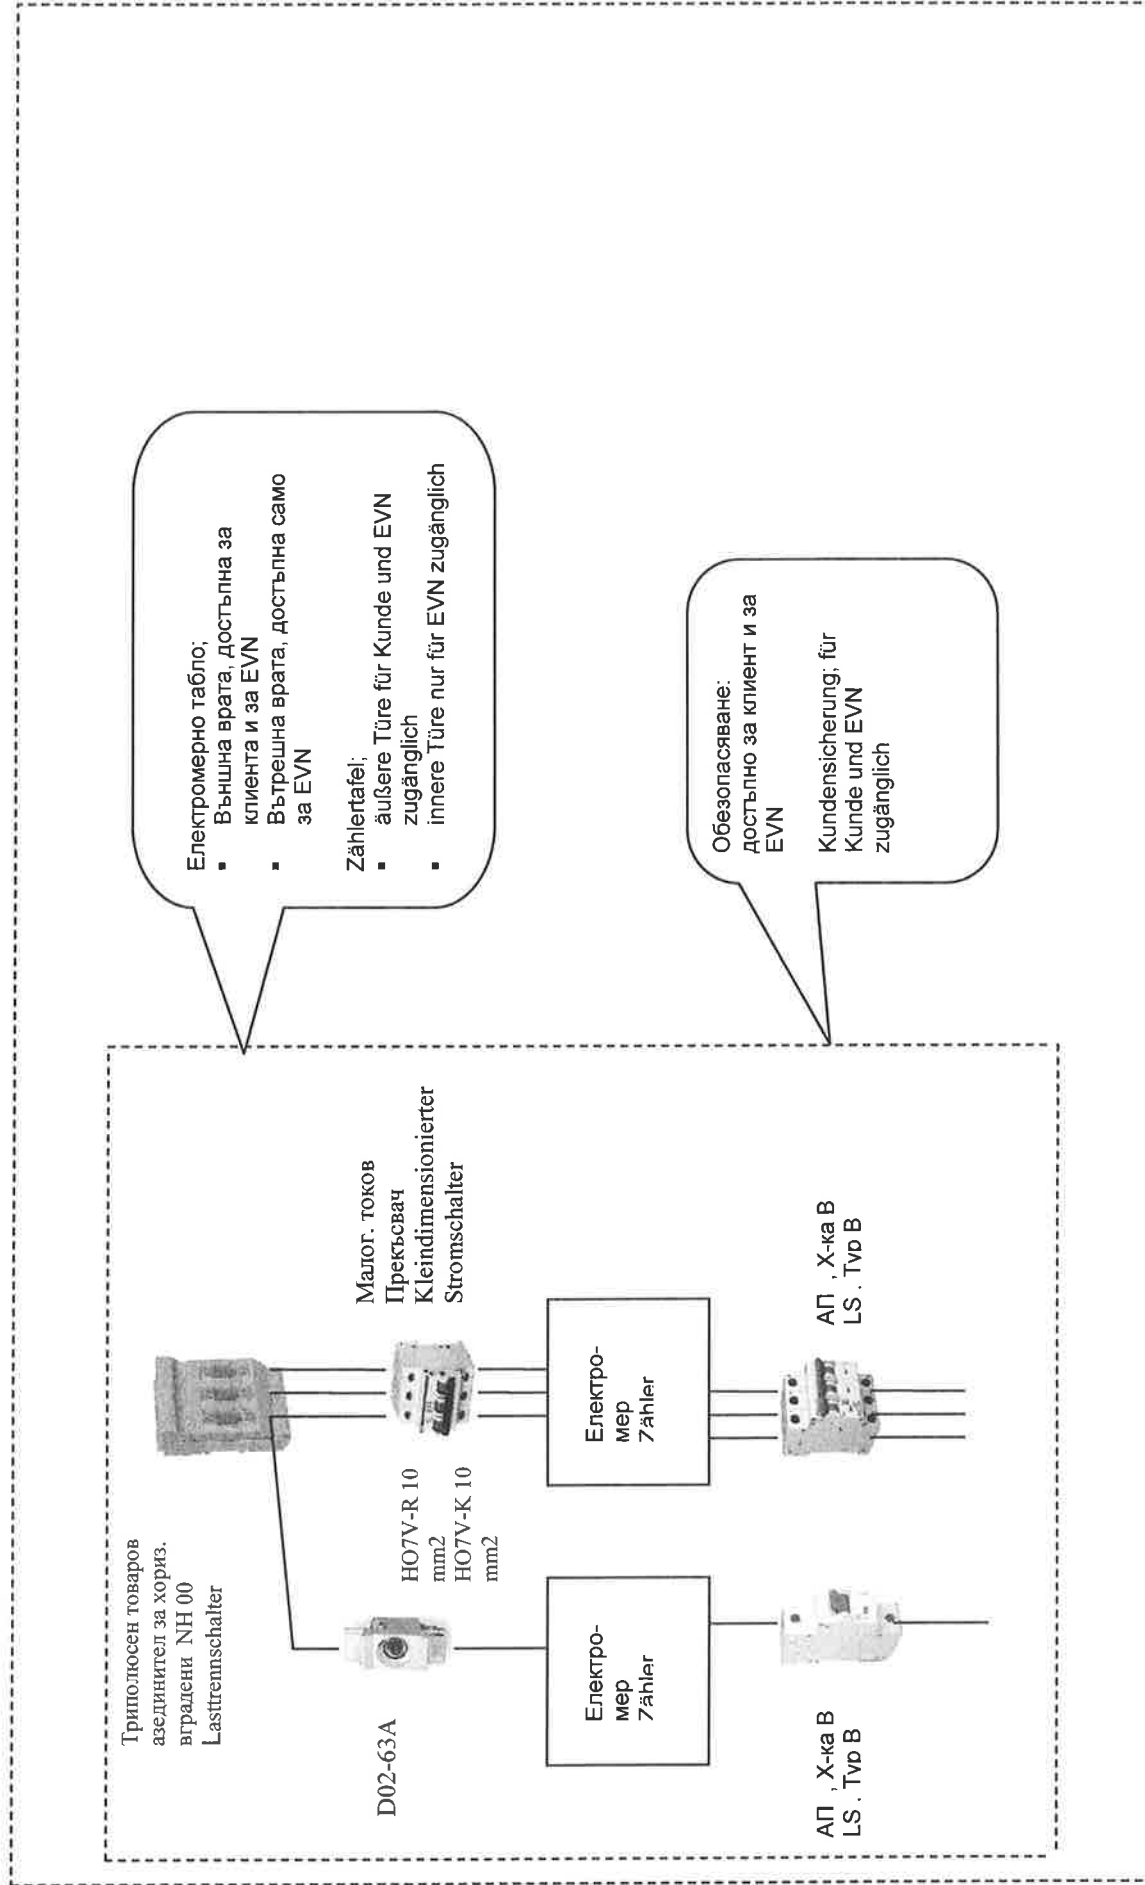 Електромерно табло;
▪ Външна врата, достъпна за
клиента и за EVN
▪ Вътрешна врата, достъпна само
за EVN
Zählertafel;
▪ äußere Türe für Kunde und EVN
zugänglich
▪ innere Türe nur für EVN zugänglich
Обезопасяване:
достъпно за клиент и за
EVN
Kundensicherung; für
Kunde und EVN
zugänglich
Триполюсен товаров
азединител за хориз.
вградени NH 00
Lasttrennschalter
Малог. токов
Прекъсвач
Kleindimensionierter
Stromschalter
D02-63A
HO7V-R 10
mm2
HO7V-K 10
mm2
Електро-
мер
Zähler
Електро-
мер
Zähler
АП , Х-ка B
LS . Typ B
АП , Х-ка B
LS . Typ B